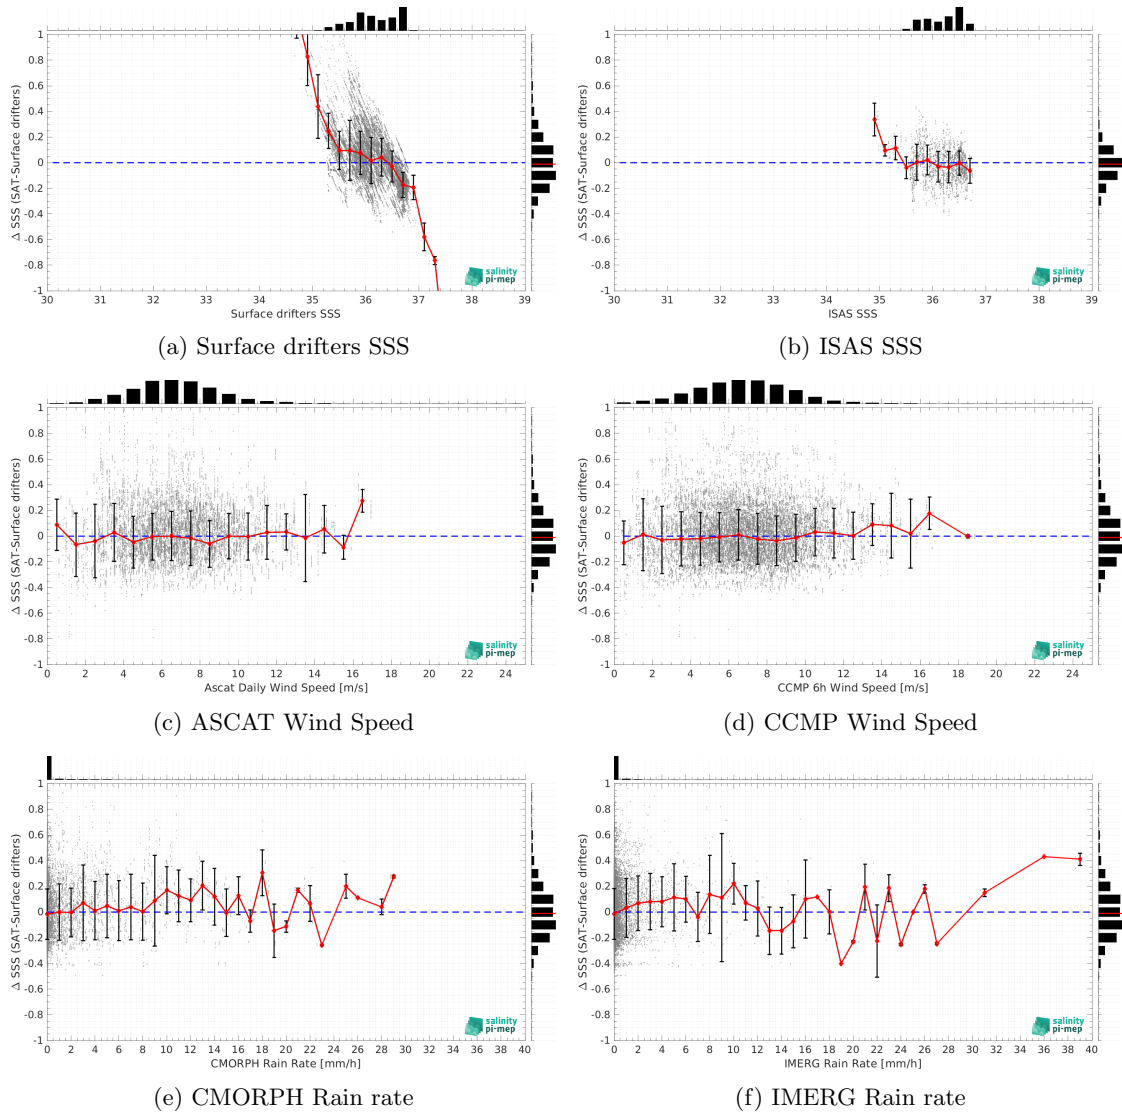 Δ SSS (SAT-Surface drifters)
1
0.8
0.6
0.4
0.2
0
-0.2
-0.4
-0.6
-0.8
-1
salinity
pi-mep
30 31 32 33 34 35 36 37 38 39
Surface drifters SSS
(a) Surface drifters SSS
Δ SSS (SAT-Surface drifters)
1
0.8
0.6
0.4
0.2
0
-0.2
-0.4
-0.6
-0.8
-1
salinity
pi-mep
30 31 32 33 34 35 36 37 38 39
ISAS SSS
(b) ISAS SSS
Δ SSS (SAT-Surface drifters)
1
0.8
0.6
0.4
0.2
0
-0.2
-0.4
-0.6
-0.8
-1
salinity
pi-mep
0 2 4 6 8 10 12 14 16 18 20 22 24
Ascat Daily Wind Speed [m/s]
(c) ASCAT Wind Speed
Δ SSS (SAT-Surface drifters)
1
0.8
0.6
0.4
0.2
0
-0.2
-0.4
-0.6
-0.8
-1
salinity
pi-mep
0 2 4 6 8 10 12 14 16 18 20 22 24
CCMP 6h Wind Speed [m/s]
(d) CCMP Wind Speed
Δ SSS (SAT-Surface drifters)
1
0.8
0.6
0.4
0.2
0
-0.2
-0.4
-0.6
-0.8
-1
salinity
pi-mep
0 2 4 6 8 10 12 14 16 18 20 22 24 26 28 30 32 34 36 38 40
CMORPH Rain Rate [mm/h]
(e) CMORPH Rain rate
Δ SSS (SAT-Surface drifters)
1
0.8
0.6
0.4
0.2
0
-0.2
-0.4
-0.6
-0.8
-1
salinity
pi-mep
0 2 4 6 8 10 12 14 16 18 20 22 24 26 28 30 32 34 36 38 40
IMERG Rain Rate [mm/h]
(f) IMERG Rain rate